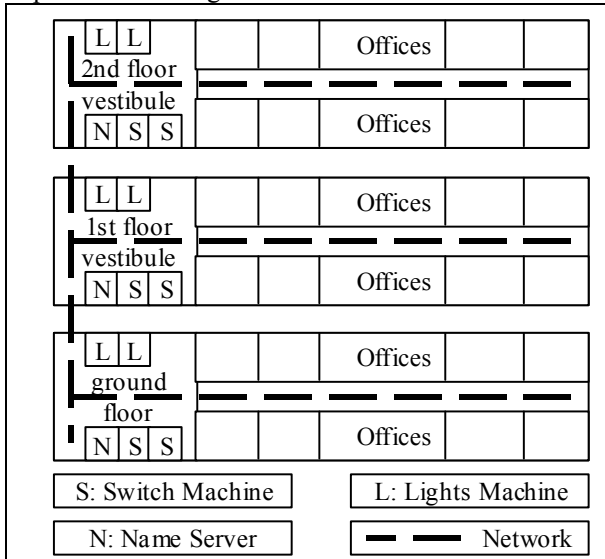 L L Offices
2nd floor
vestibule
N S S Offices
L L Offices
1st floor
vestibule
N S S Offices
L L Offices
ground
floor
N S S Offices
S: Switch Machine L: Lights Machine
N: Name Server Network